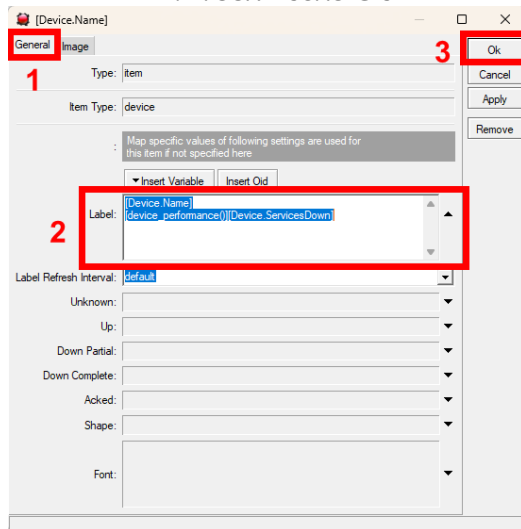 [Device.Name]
General
Image
3
Ok
1
Type:
item
Cancel
Item Type:
device
Apply
:
Map specific values of following settings are used for
this item if not specified here
Remove
Insert Variable
Insert Oid
2
Label:
[Device.Name]
[device_performance()][Device.ServicesDown]
Label Refresh Interval:
default
Unknown:
Up:
Down Partial:
Down Complete:
Acked:
Shape:
Font: